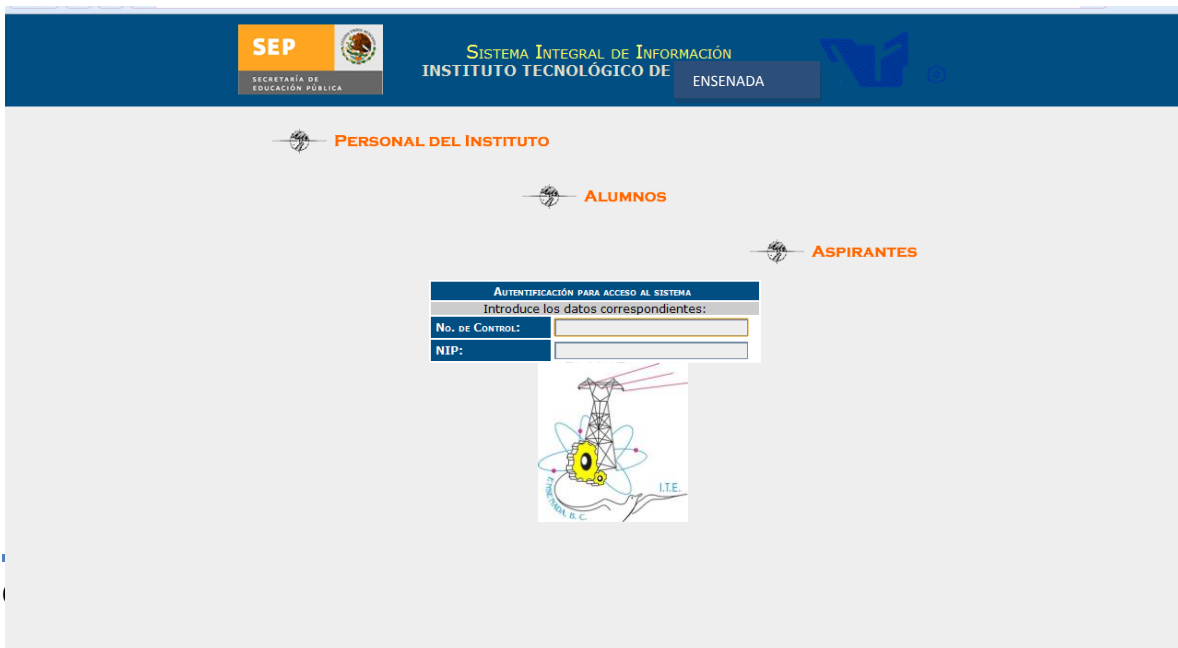 SEP
SECRETARÍA DE
EDUCACIÓN PÚBLICA
SISTEMA INTEGRAL DE INFORMACIÓN
INSTITUTO TECNOLÓGICO DE ENSENADA
PERSONAL DEL INSTITUTO
ALUMNOS
ASPIRANTES
AUTENTIFICACIÓN PARA ACCESO AL SISTEMA
Introduce los datos correspondientes:
NO. DE CONTROL:
NIP:
I.T.E.
ENSENADA, B. C.